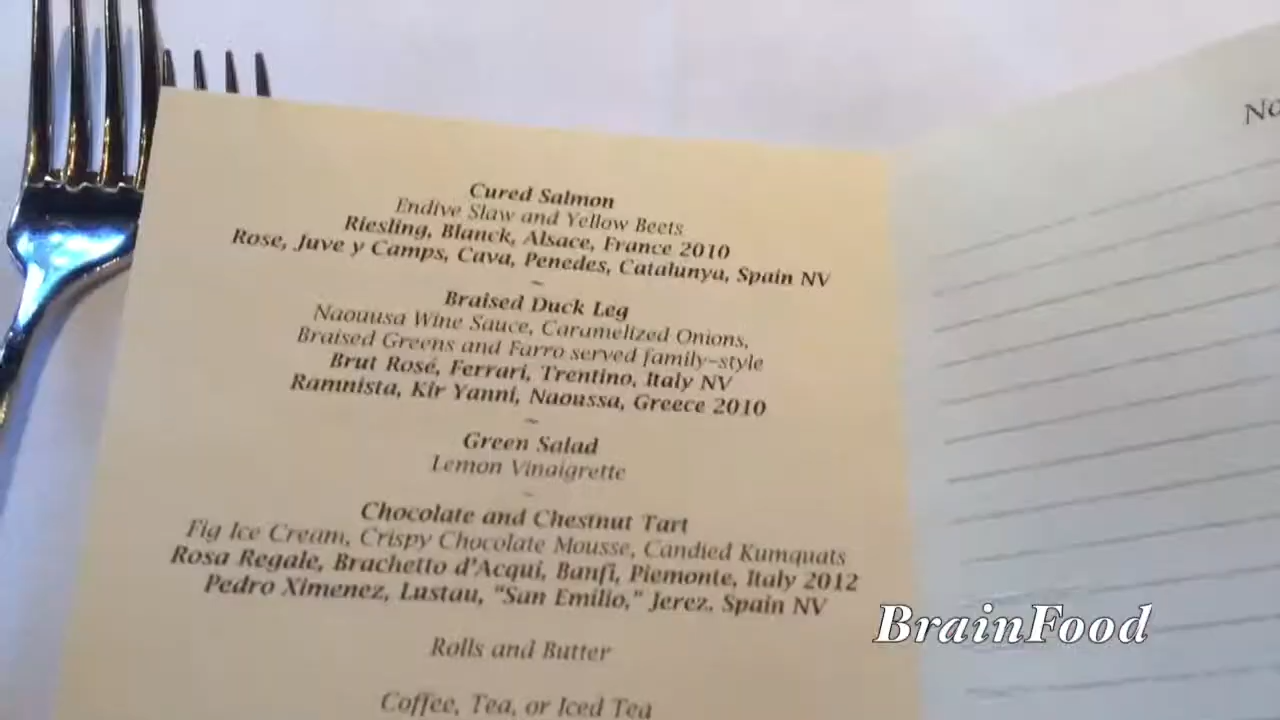 Cured Salmon
Endive Slaw and Yellow Beets
Riesling, Blanck, Alsace, France 2010
Rose, Juve y Camps, Cava, Penedes, Catalunya, Spain NV
~
Braised Duck Leg
Naouusa Wine Sauce, Caramelized Onions,
Braised Greens and Farro served family-style
Brut Rosé, Ferrari, Trentino, Italy NV
Ramnista, Kir Yanni, Naoussa, Greece 2010
~
Green Salad
Lemon Vinaigrette
~
Chocolate and Chestnut Tart
Fig Ice Cream, Crispy Chocolate Mousse, Candied Kumquats
Rosa Regale, Brachetto d'Acqui, Banfi, Piemonte, Italy 2012
Pedro Ximenez, Lustau, "San Emilio," Jerez, Spain NV
Rolls and Butter
Coffee, Tea, or Iced Tea
BrainFood